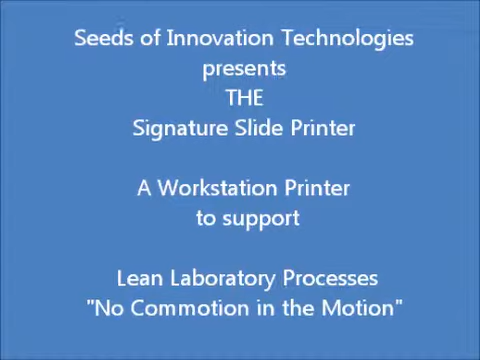 Seeds of Innovation Technologies
presents
THE
Signature Slide Printer
A Workstation Printer
to support
Lean Laboratory Processes
"No Commotion in the Motion"